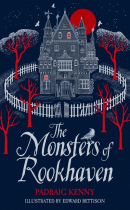 The
Monsters of
Rookhaven
PÁDRAIG KENNY
ILLUSTRATED BY EDWARD BETTISON